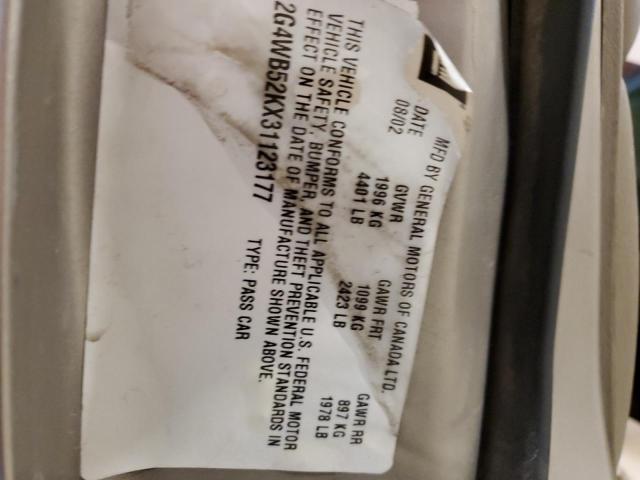 MFD BY GENERAL MOTORS OF CANADA LTD.
DATE GVWR GAWR FRT GAWR RR
08/02 1996 KG 1099 KG 897 KG
4401 LB 2423 LB 1978 LB
THIS VEHICLE CONFORMS TO ALL APPLICABLE U.S. FEDERAL MOTOR
VEHICLE SAFETY, BUMPER, AND THEFT PREVENTION STANDARDS IN
EFFECT ON THE DATE OF MANUFACTURE SHOWN ABOVE.
2G4WB52KX31123177 TYPE: PASS CAR